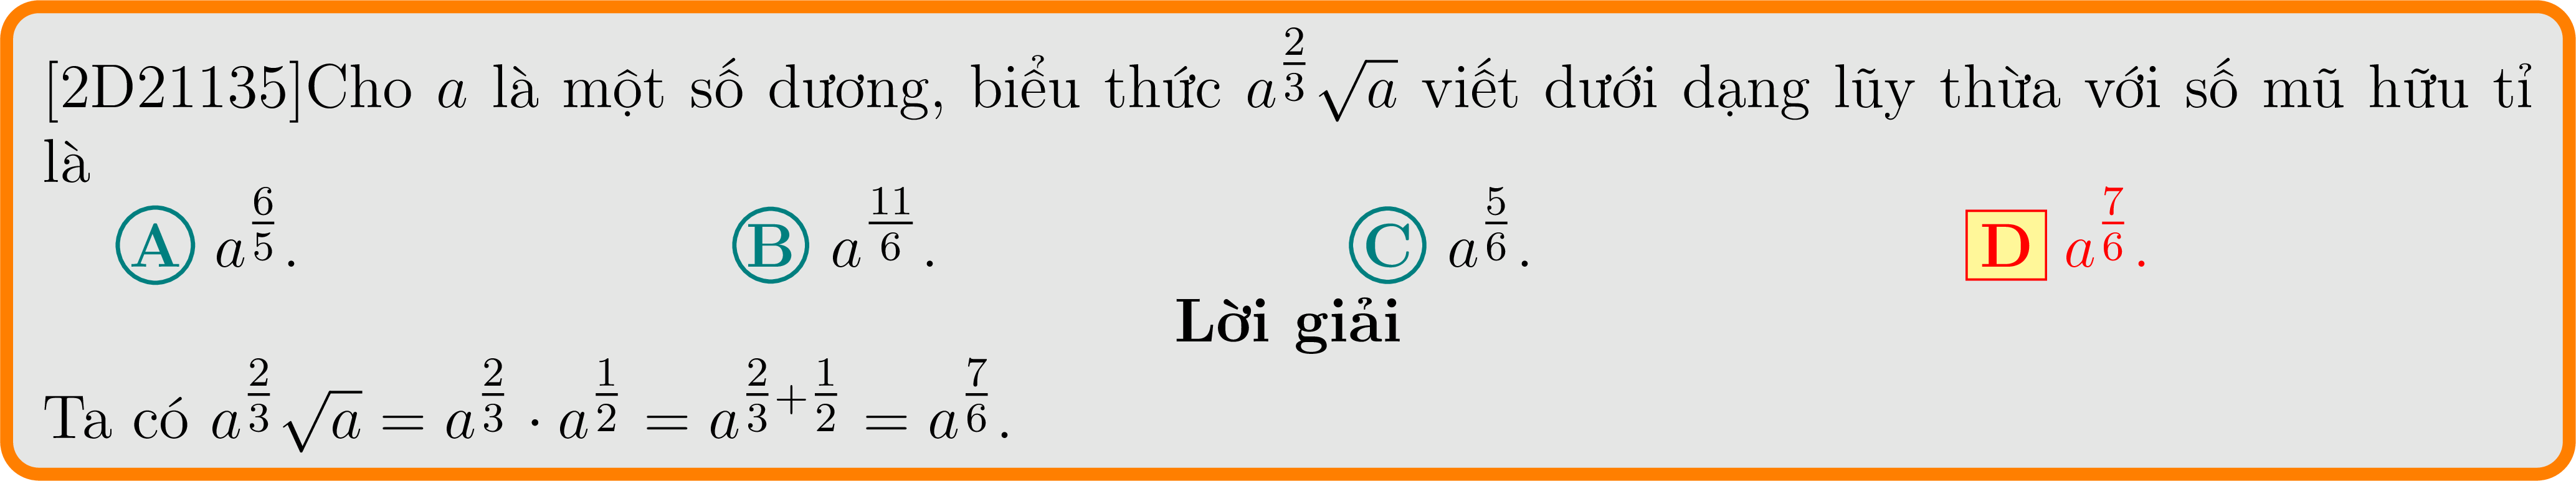 [2D21135]Cho $a$ là một số dương, biểu thức $a^{\frac{2}{3}}\sqrt{a}$ viết dưới dạng lũy thừa với số mũ hữu tỉ
là
A $a^{\frac{6}{5}}$. B $a^{\frac{11}{6}}$. C $a^{\frac{5}{6}}$. D $a^{\frac{7}{6}}$.
Lời giải
Ta có $a^{\frac{2}{3}}\sqrt{a} = a^{\frac{2}{3}} \cdot a^{\frac{1}{2}} = a^{\frac{2}{3}+\frac{1}{2}} = a^{\frac{7}{6}}$.